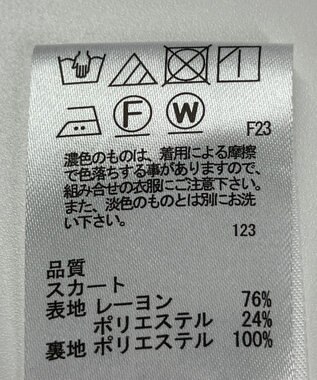 F
W
F23
濃色のものは、着用による摩擦
で色落ちする事がありますので、
組み合せの衣服にご注意下さい。
また、淡色のものとは別にお洗
い下さい。
123
品質
スカート
表地 レーヨン 76%
ポリエステル 24%
裏地 ポリエステル 100%